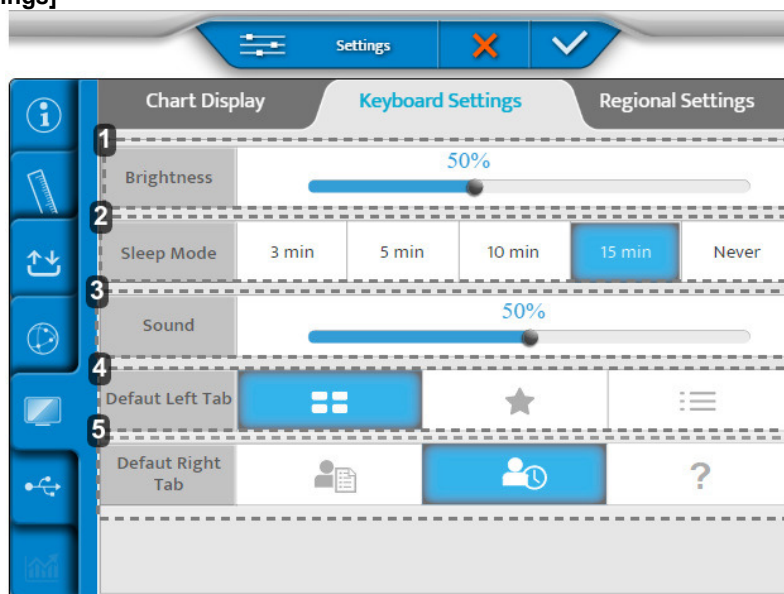 ings]
Settings
Chart Display Keyboard Settings Regional Settings
1
Brightness 50%
2
Sleep Mode 3 min 5 min 10 min 15 min Never
3
Sound 50%
4
Defaut Left Tab
5
Defaut Right
Tab ?